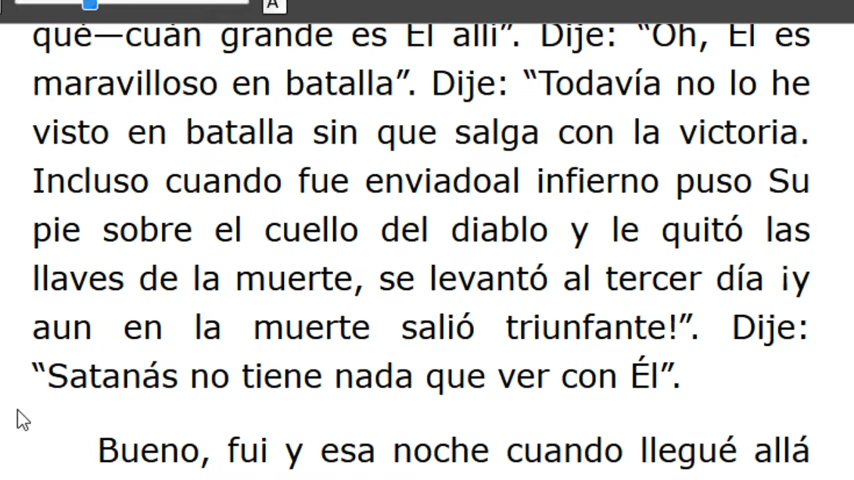 A
qué—cuán grande es Él allí”. Dije: “Oh, Él es
maravilloso en batalla”. Dije: “Todavía no lo he
visto en batalla sin que salga con la victoria.
Incluso cuando fue enviadoal infierno puso Su
pie sobre el cuello del diablo y le quitó las
llaves de la muerte, se levantó al tercer día ¡y
aun en la muerte salió triunfante!”. Dije:
“Satanás no tiene nada que ver con Él”.
Bueno, fui y esa noche cuando llegué allá